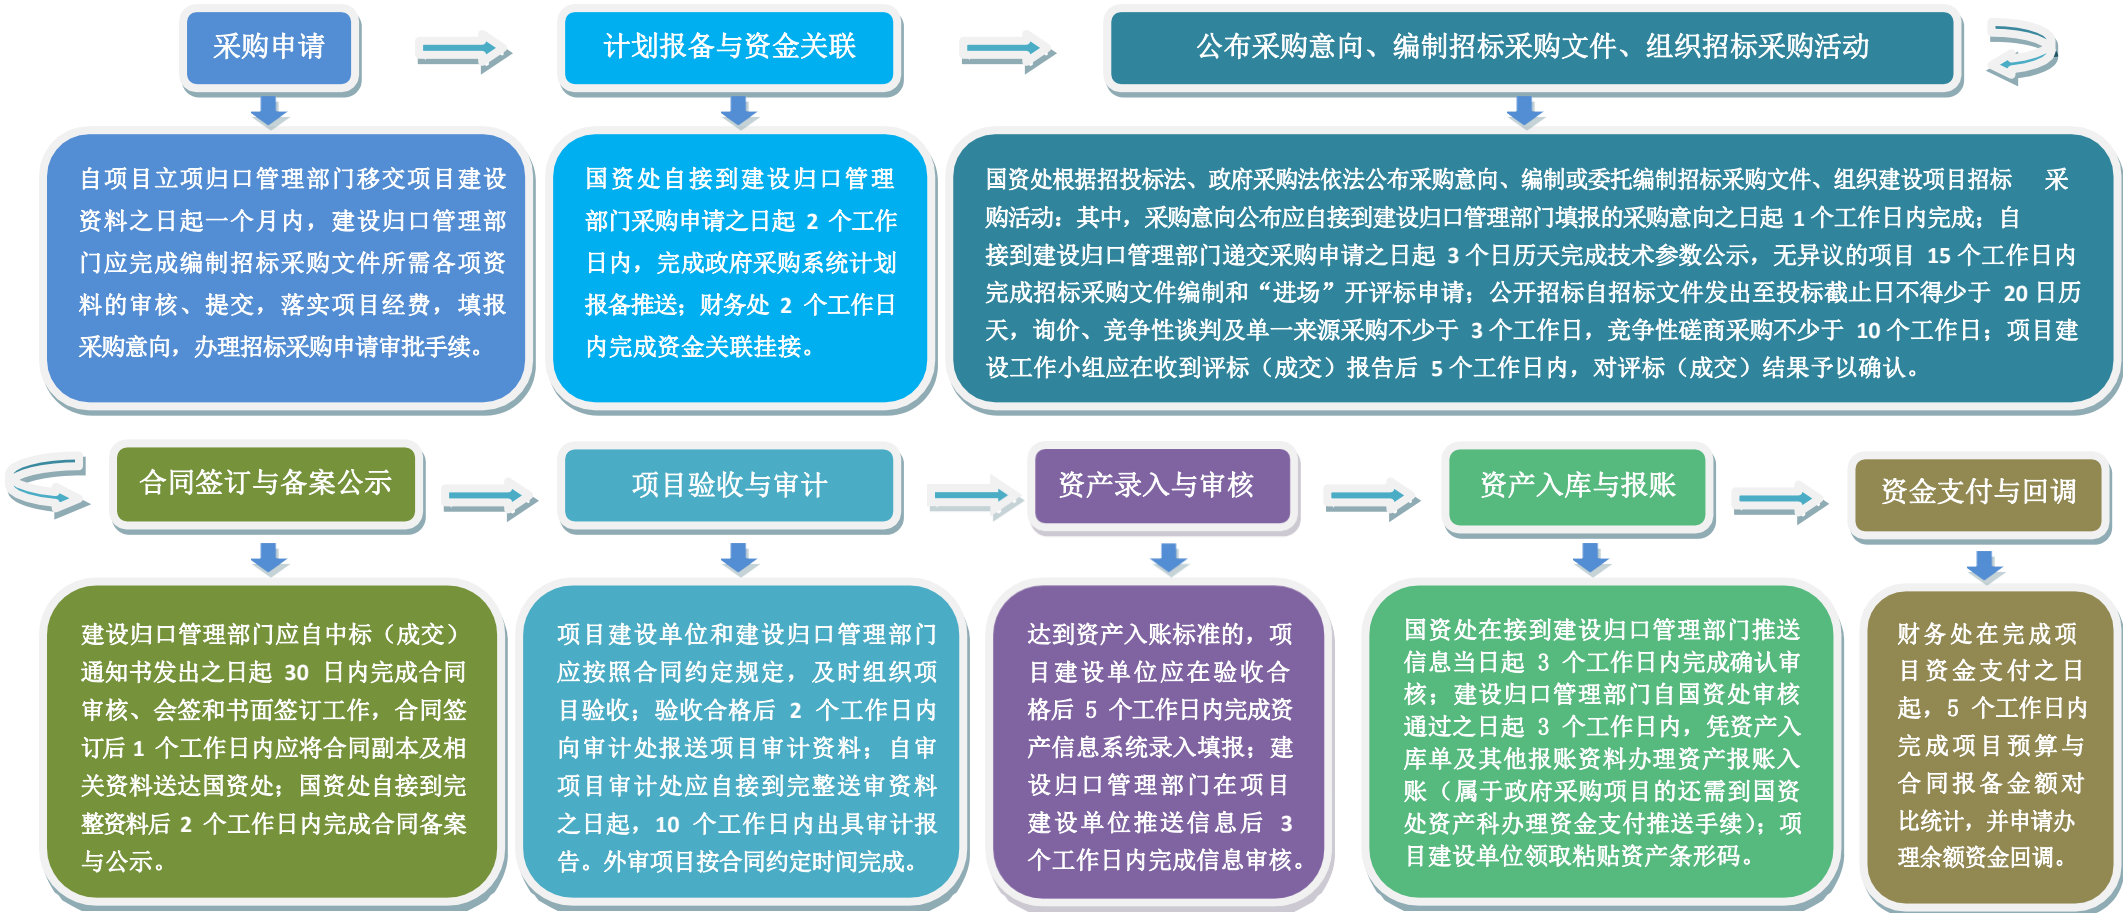 采购申请
计划报备与资金关联
公布采购意向、编制招标采购文件、组织招标采购活动
自项目立项归口管理部门移交项目建设
资料之日起一个月内，建设归口管理部
门应完成编制招标采购文件所需各项资
料的审核、提交，落实项目经费，填报
采购意向，办理招标采购申请审批手续。
国资处自接到建设归口管理
部门采购申请之日起 2 个工作
日内，完成政府采购系统计划
报备推送；财务处 2 个工作日
内完成资金关联挂接。
国资处根据招投标法、政府采购法依法公布采购意向、编制或委托编制招标采购文件、组织建设项目招标 采
购活动：其中，采购意向公布应自接到建设归口管理部门填报的采购意向之日起 1 个工作日内完成；自
接到建设归口管理部门递交采购申请之日起 3 个日历天完成技术参数公示，无异议的项目 15 个工作日内
完成招标采购文件编制和“进场”开评标申请；公开招标自招标文件发出至投标截止日不得少于 20 日历
天，询价、竞争性谈判及单一来源采购不少于 3 个工作日，竞争性磋商采购不少于 10 个工作日；项目建
设工作小组应在收到评标（成交）报告后 5 个工作日内，对评标（成交）结果予以确认。
合同签订与备案公示
项目验收与审计
资产录入与审核
资产入库与报账
资金支付与回调
建设归口管理部门应自中标（成交）
通知书发出之日起 30 日内完成合同
审核、会签和书面签订工作，合同签
订后 1 个工作日内应将合同副本及相
关资料送达国资处；国资处自接到完
整资料后 2 个工作日内完成合同备案
与公示。
项目建设单位和建设归口管理部门
应按照合同约定规定，及时组织项
目验收；验收合格后 2 个工作日内
向审计处报送项目审计资料；自审
项目审计处应自接到完整送审资料
之日起，10 个工作日内出具审计报
告。外审项目按合同约定时间完成。
达到资产入账标准的，项
目建设单位应在验收合
格后 5 个工作日内完成资
产信息系统录入填报；建
设归口管理部门在项目
建设单位推送信息后 3
个工作日内完成信息审核。
国资处在接到建设归口管理部门推送
信息当日起 3 个工作日内完成确认审
核；建设归口管理部门自国资处审核
通过之日起 3 个工作日内，凭资产入
库单及其他报账资料办理资产报账入
账（属于政府采购项目的还需到国资
处资产科办理资金支付推送手续）；项
目建设单位领取粘贴资产条形码。
财务处在完成项
目资金支付之日
起，5 个工作日内
完成项目预算与
合同报备金额对
比统计，并申请办
理余额资金回调。